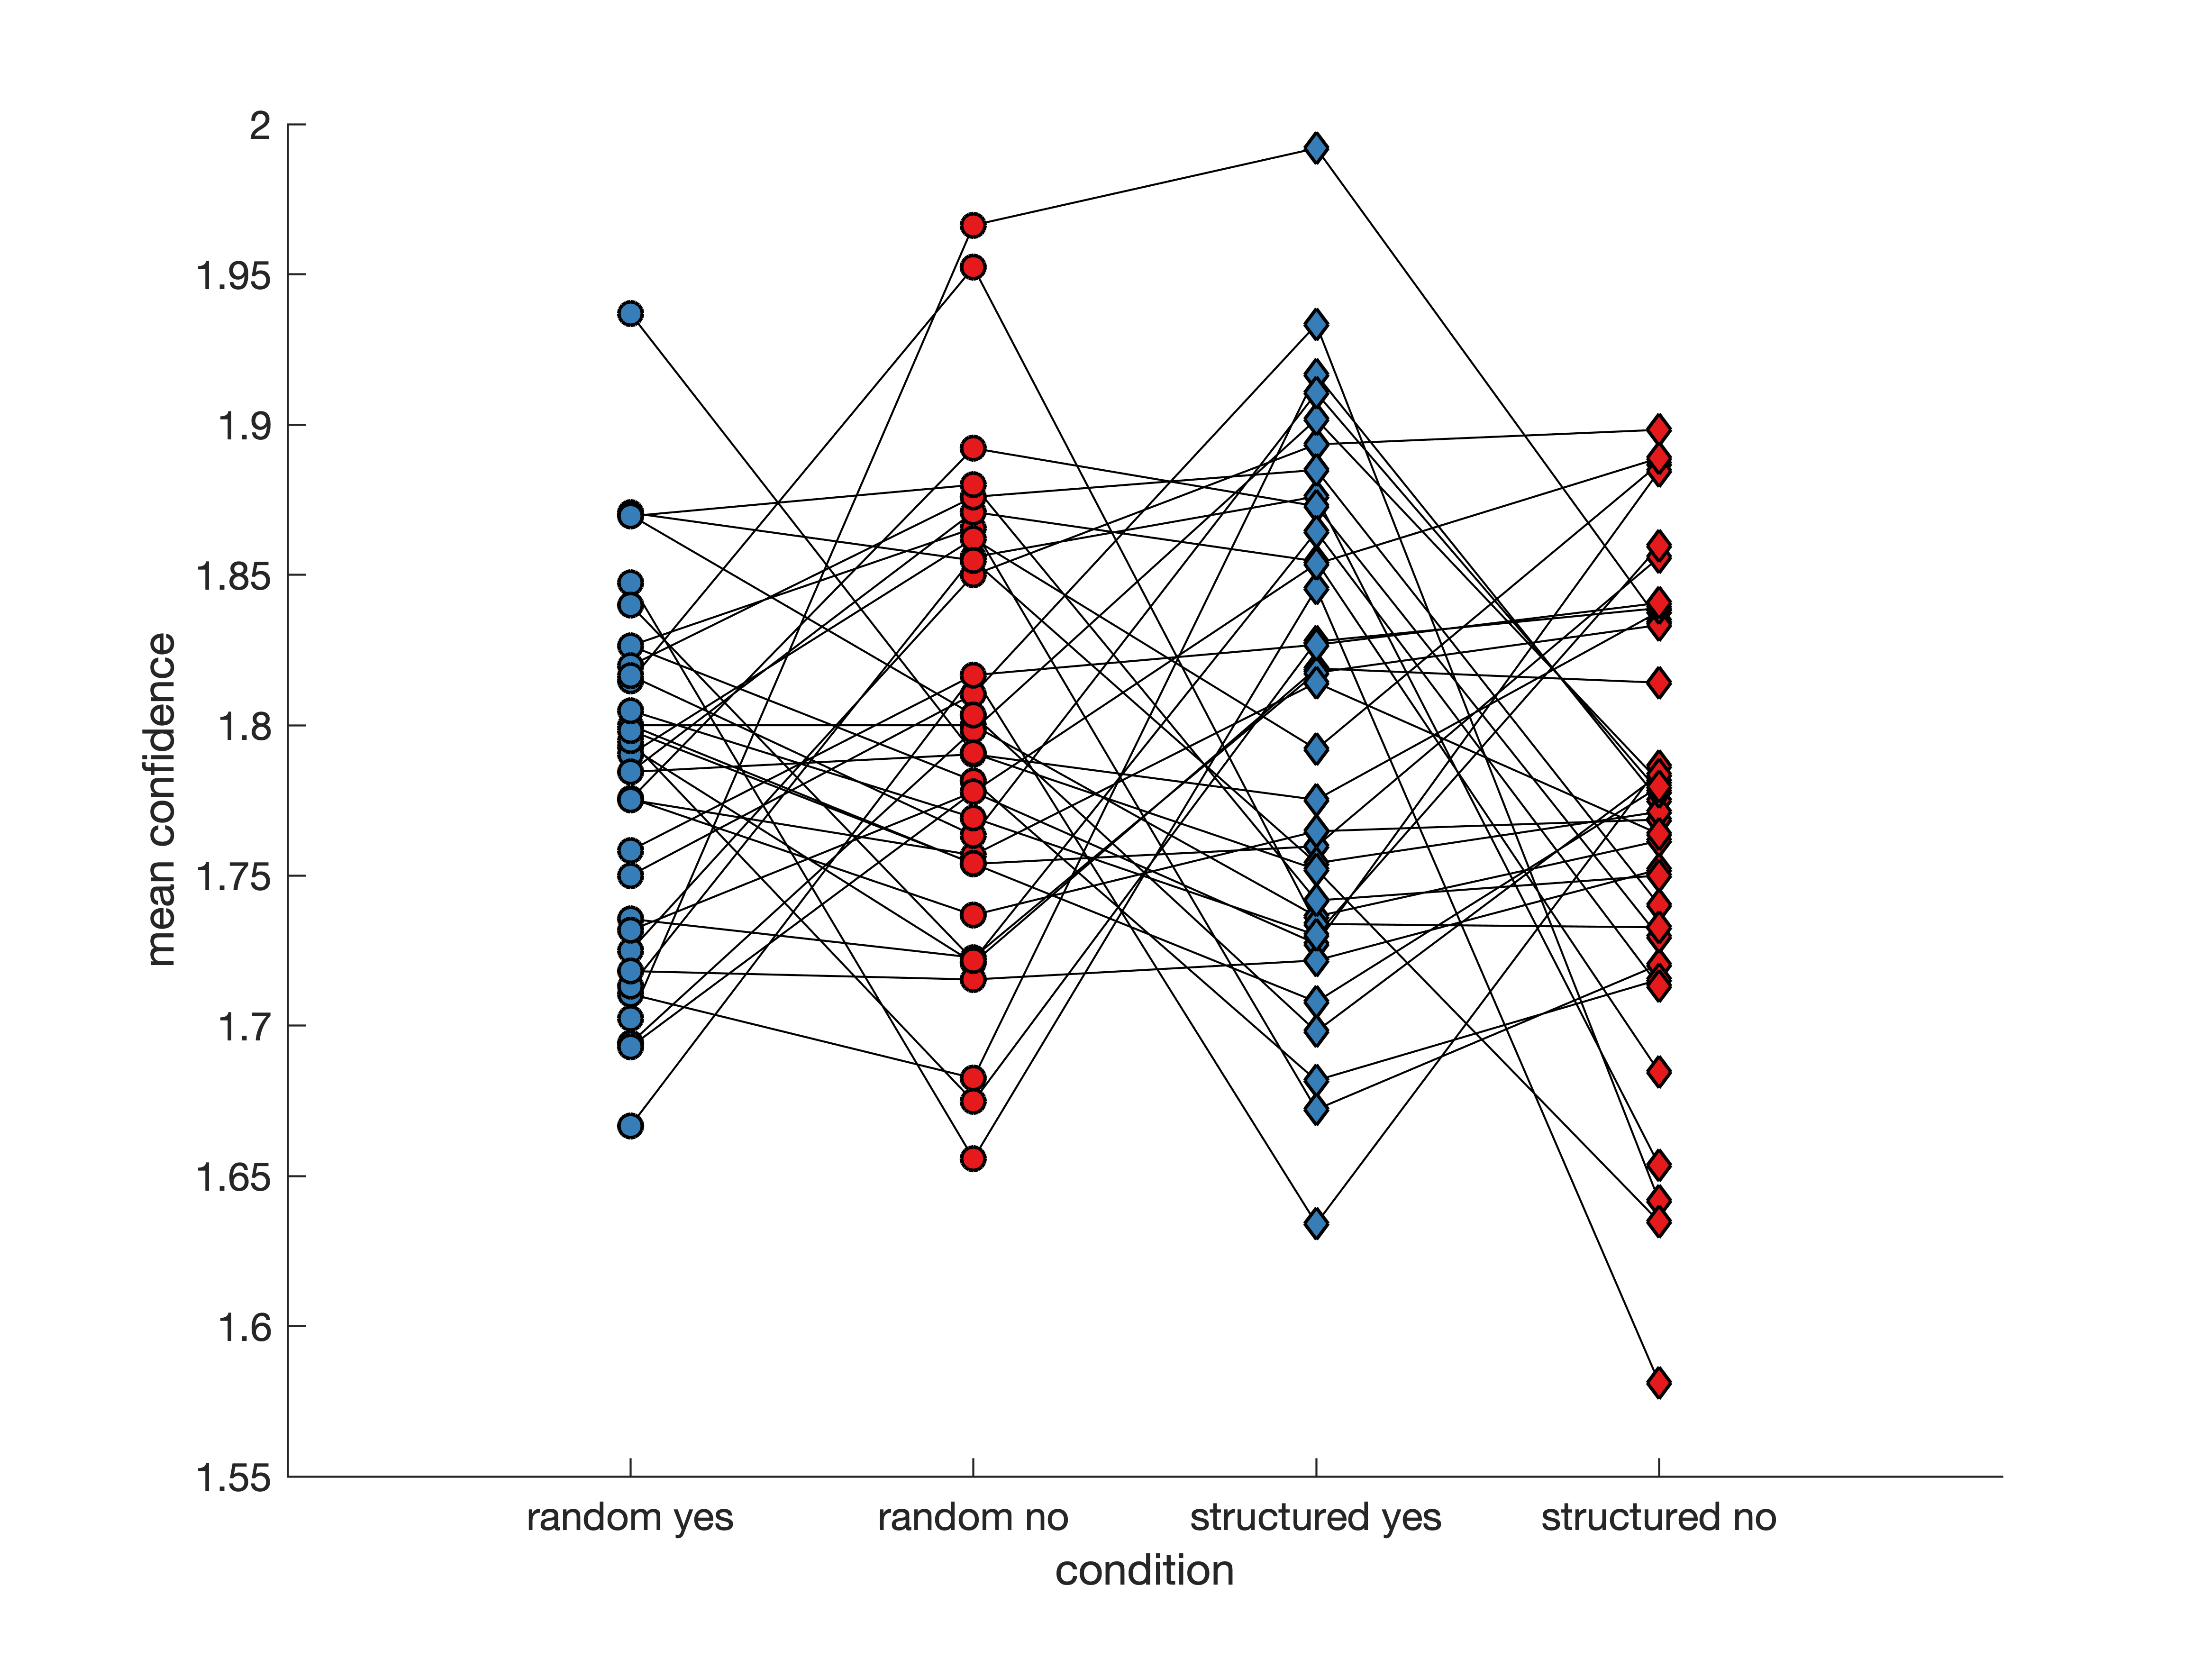 2
1.95
1.9
1.85
1.8
1.75
1.7
1.65
1.6
1.55
mean confidence
random yes
random no
structured yes
structured no
condition